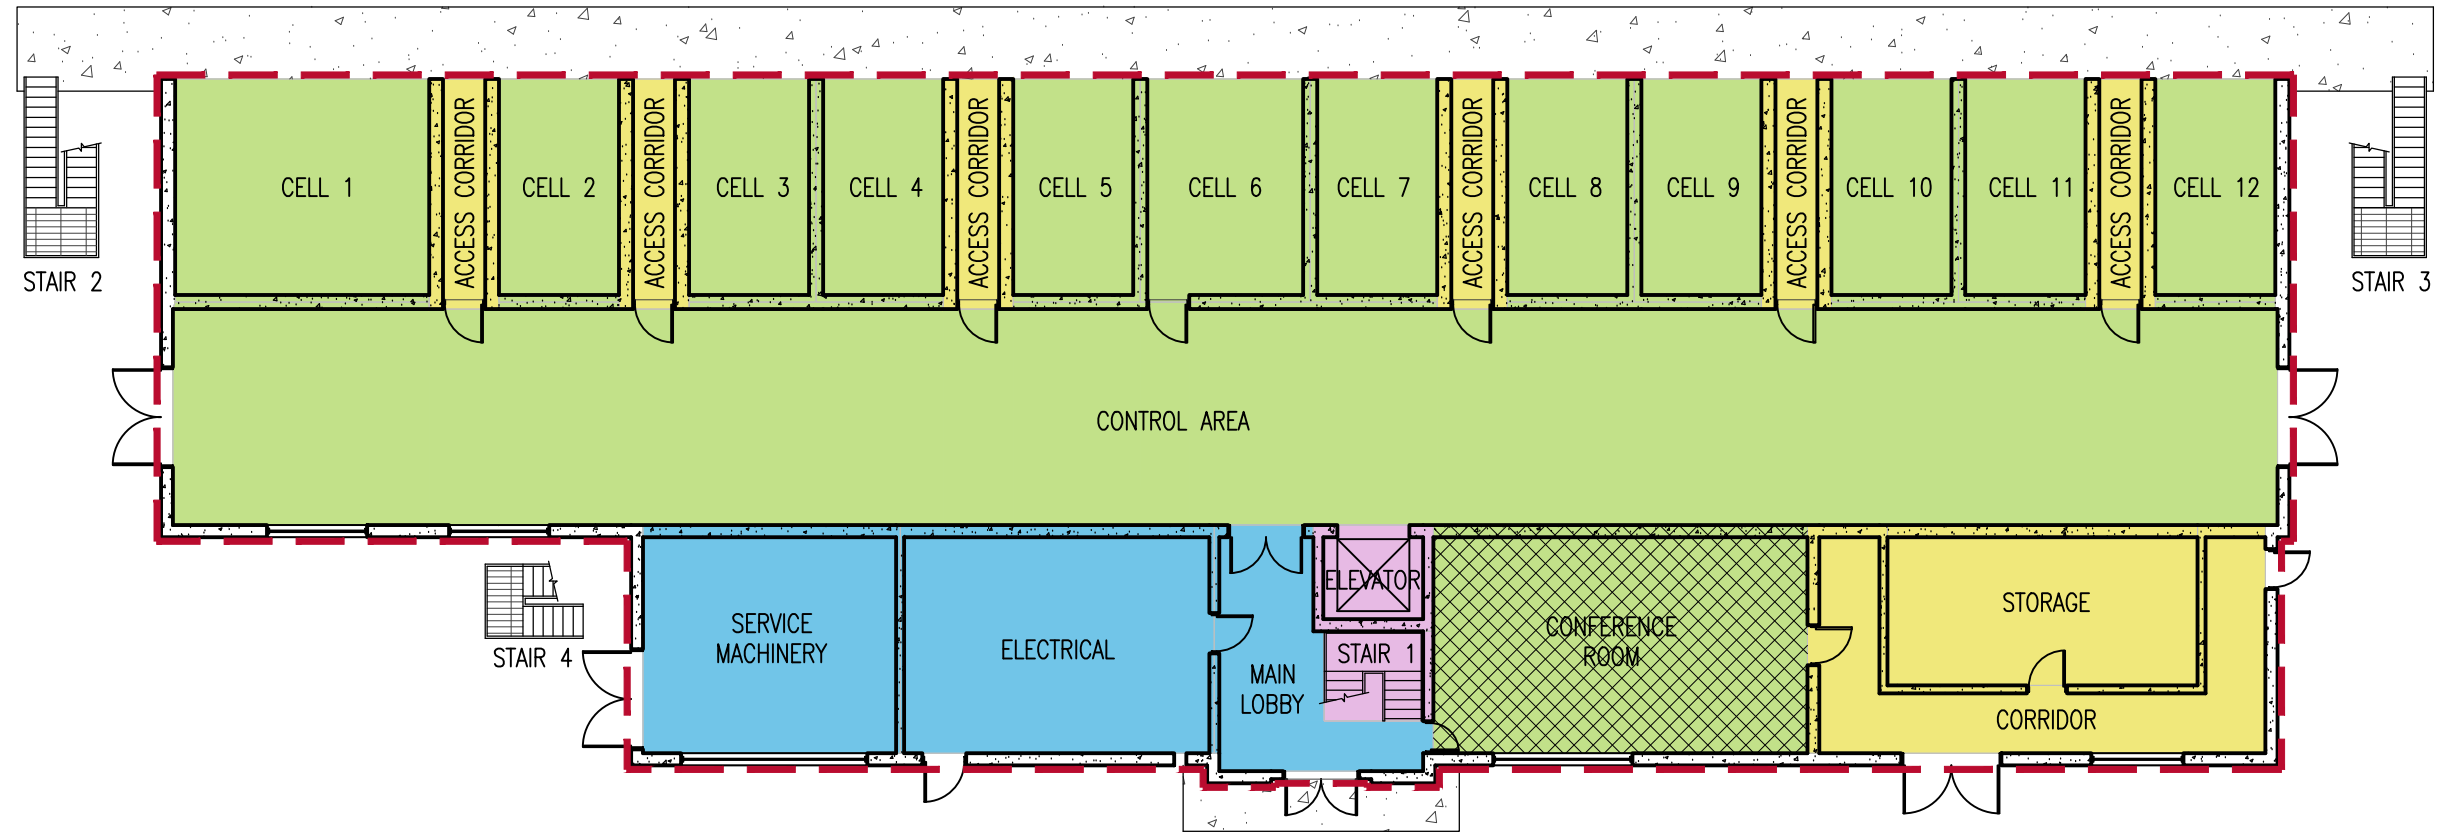 CELL 1
ACCESS CORRIDOR
CELL 2
ACCESS CORRIDOR
CELL 3
CELL 4
ACCESS CORRIDOR
CELL 5
CELL 6
CELL 7
ACCESS CORRIDOR
CELL 8
CELL 9
ACCESS CORRIDOR
CELL 10
CELL 11
ACCESS CORRIDOR
CELL 12
STAIR 2
STAIR 3
CONTROL AREA
STAIR 4
SERVICE
MACHINERY
ELECTRICAL
MAIN
LOBBY
ELEVATOR
STAIR 1
CONFERENCE
ROOM
STORAGE
CORRIDOR